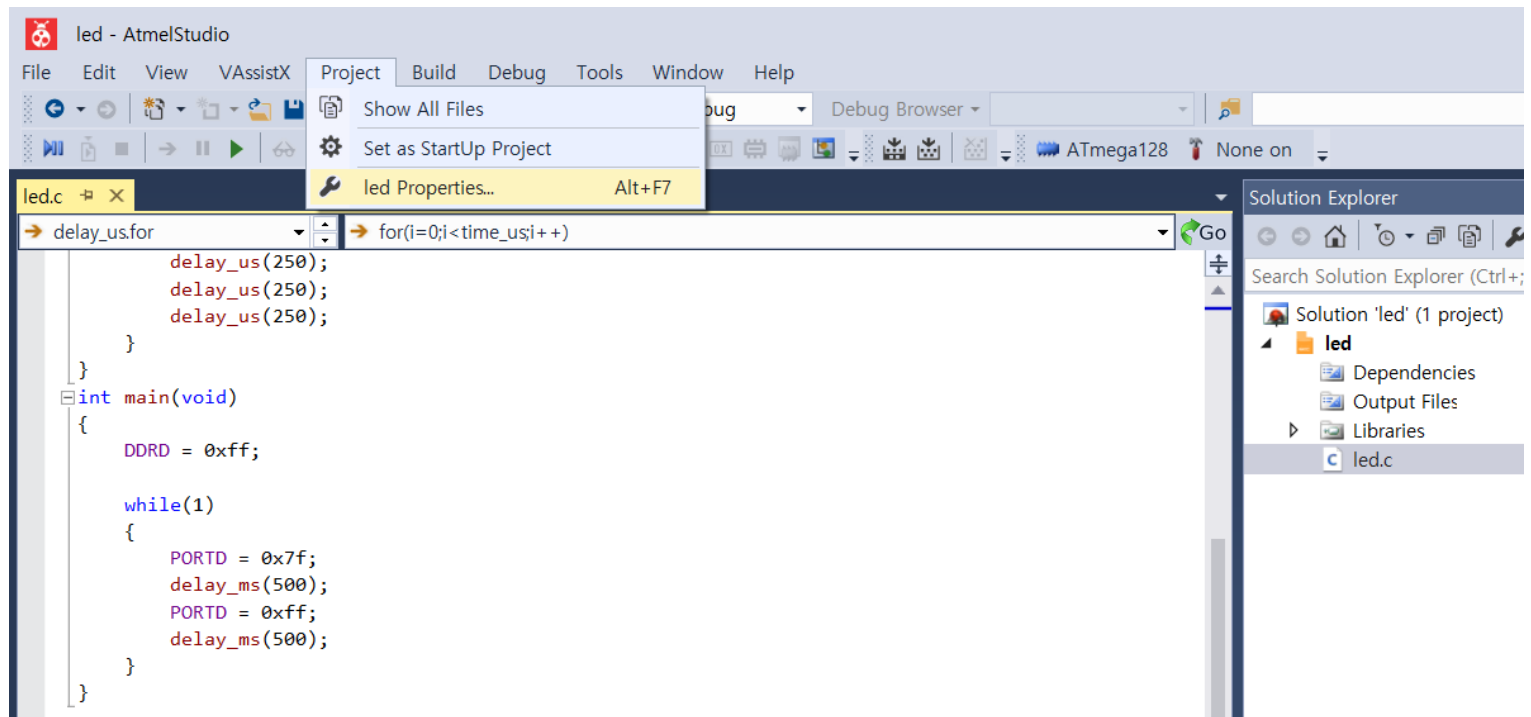 led - AtmelStudio
File Edit View VAssistX Project Build Debug Tools Window Help
Show All Files
Debug Browser
Set as StartUp Project
ATmega128 None on
led Properties... Alt+F7
led.c
Solution Explorer
delay_us.for
for(i=0;i<time_us;i++)
Go
Search Solution Explorer (Ctrl+;
delay_us(250);
delay_us(250);
delay_us(250);
}
}
int main(void)
{
DDRD = 0xff;
while(1)
{
PORTD = 0x7f;
delay_ms(500);
PORTD = 0xff;
delay_ms(500);
}
}
Solution 'led' (1 project)
led
Dependencies
Output Files
Libraries
led.c